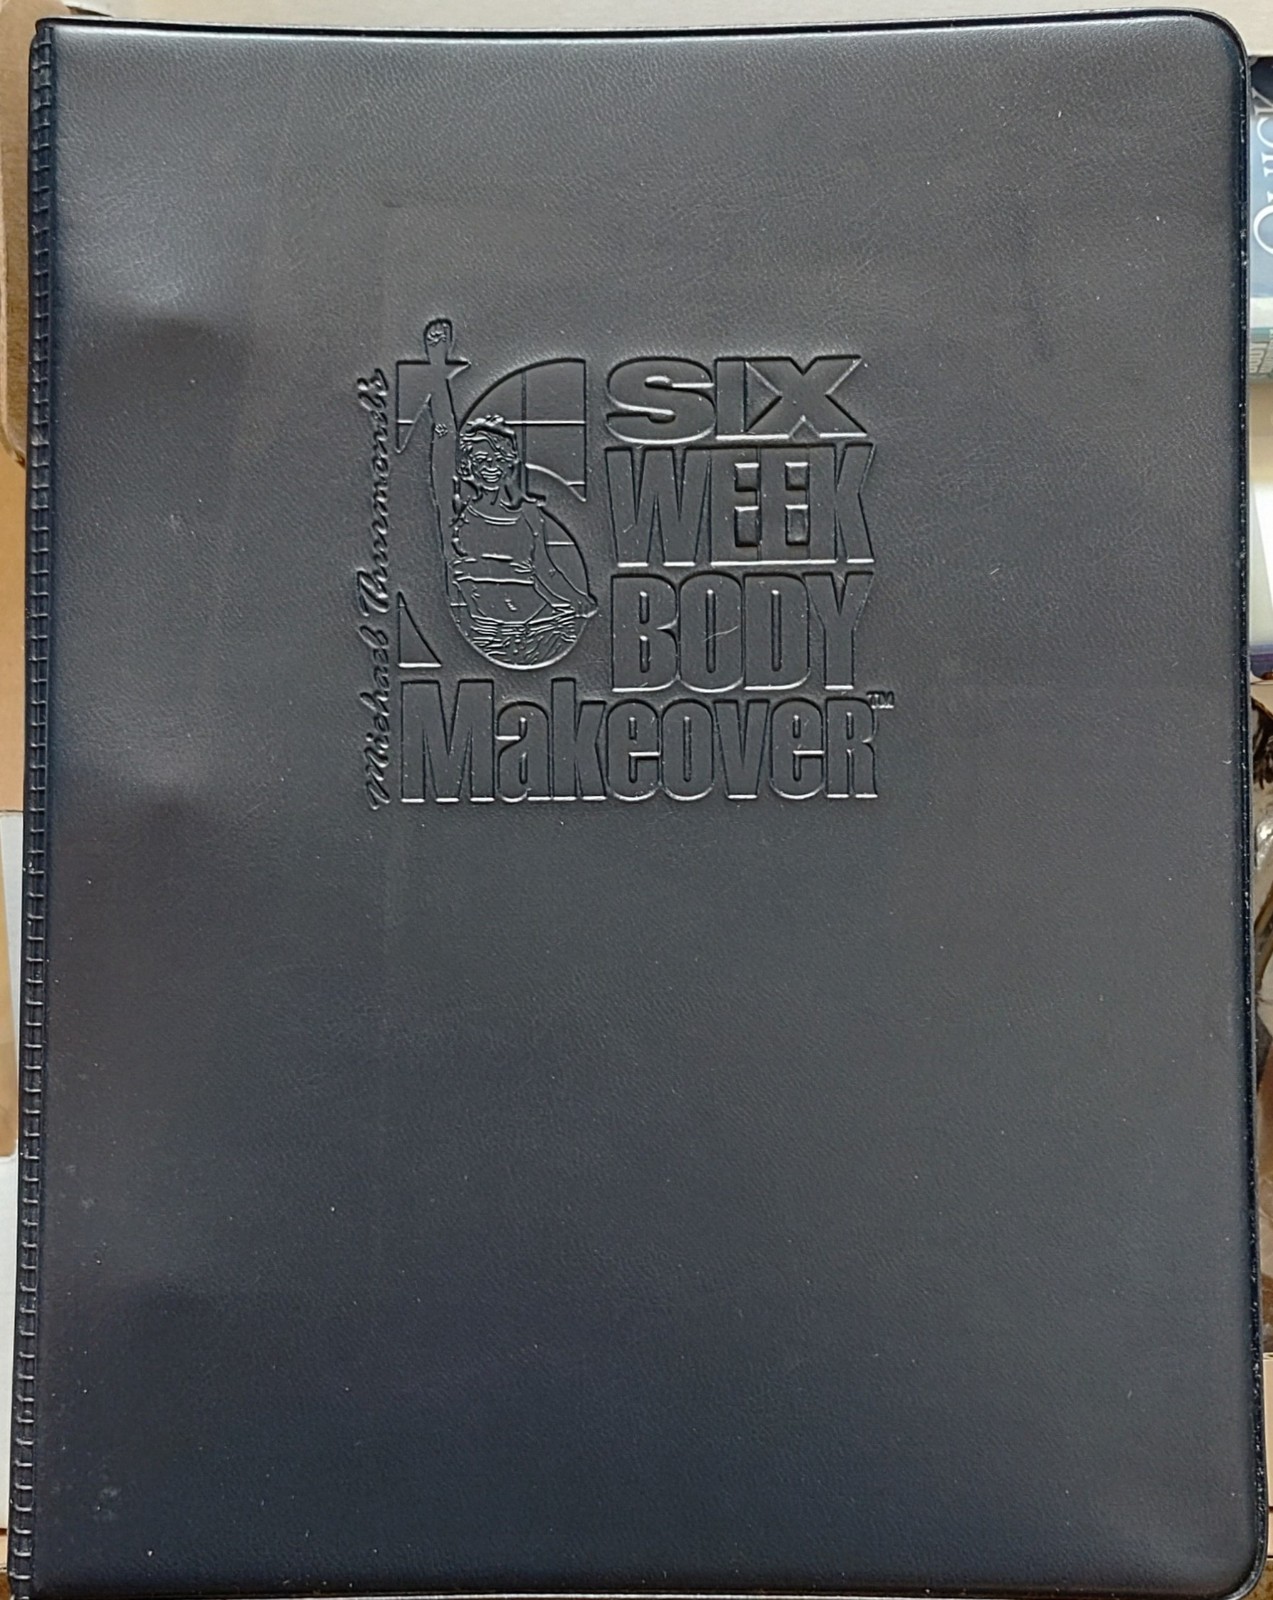 Michael Thurmond's
SIX
WEEK
BODY
MakeoveR™